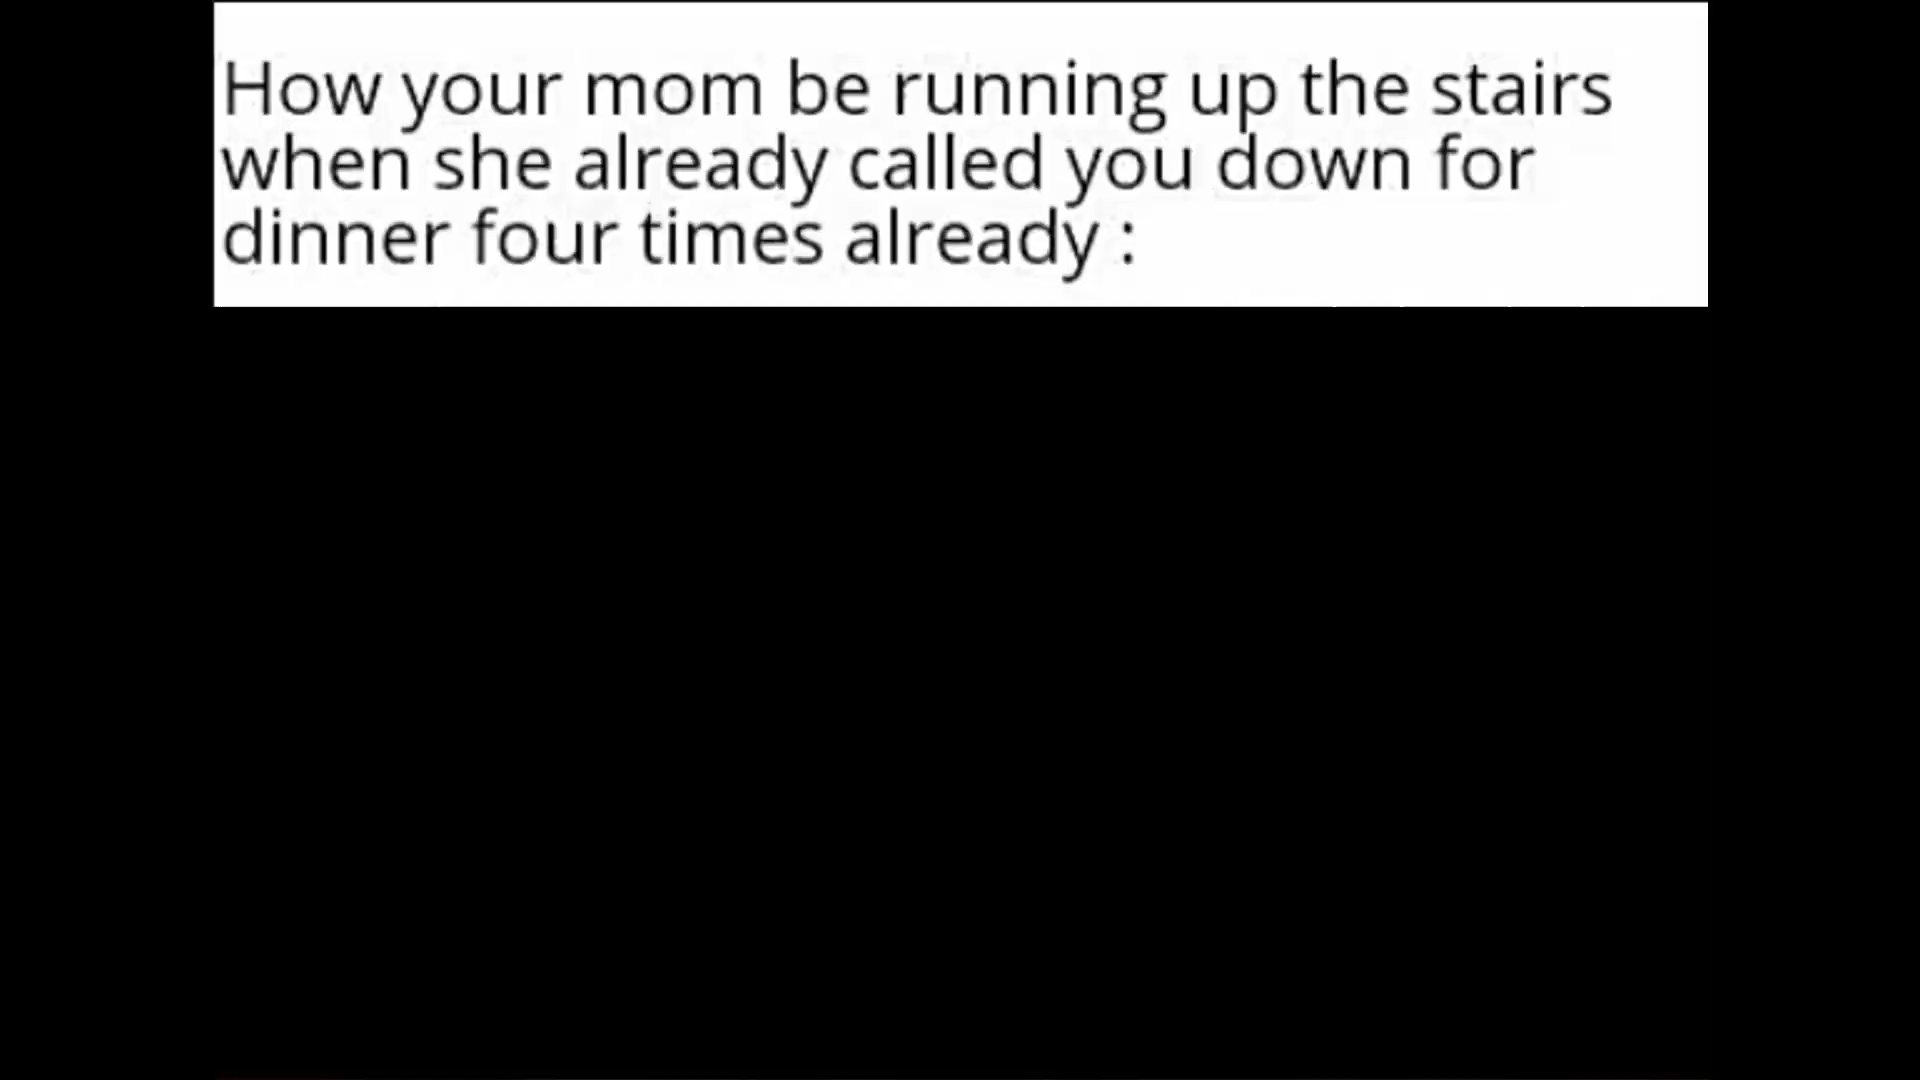 How your mom be running up the stairs
when she already called you down for
dinner four times already :